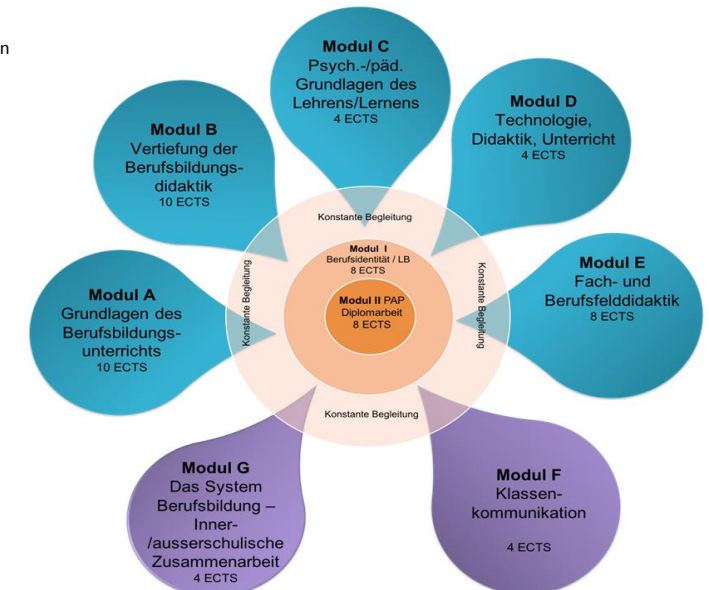 n
Modul C
Psych.-/päd.
Grundlagen des
Lehrens/Lernens
4 ECTS
Modul D
Technologie,
Didaktik, Unterricht
4 ECTS
Modul B
Vertiefung der
Berufsbildungs-
didaktik
10 ECTS
Modul E
Fach- und
Berufsfelddidaktik
8 ECTS
Modul A
Grundlagen des
Berufsbildungs-
unterrichts
10 ECTS
Konstante Begleitung
Konstante Begleitung
Konstante Begleitung
Konstante Begleitung
Modul I
Berufsidentität / LB
8 ECTS
Modul II PAP
Diplomarbeit
8 ECTS
Modul G
Das System
Berufsbildung –
Inner-
/ausserschulische
Zusammenarbeit
4 ECTS
Modul F
Klassen-
kommunikation
4 ECTS